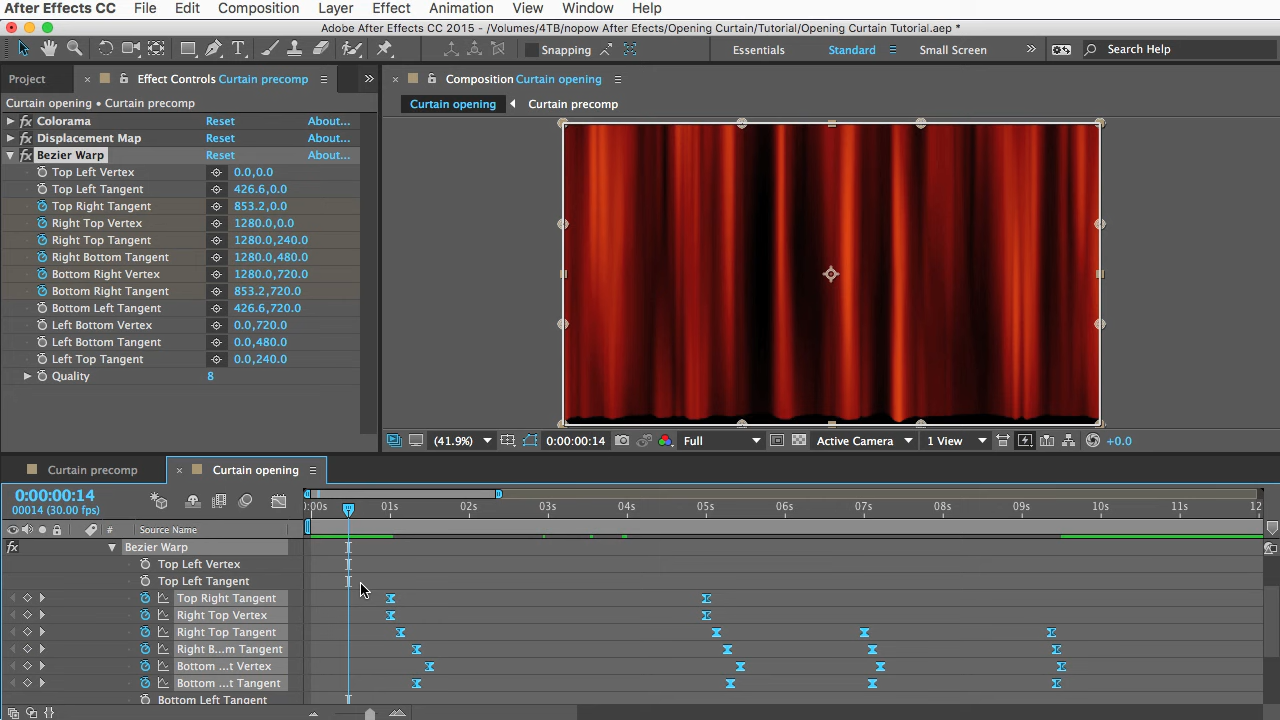 After Effects CC File Edit Composition Layer Effect Animation View Window Help
Adobe After Effects CC 2015 - /Volumes/4TB/nopow After Efects/Opening Curtain/Tutorial/Opening Curtain Tutorial.aep *
Snapping Essentials Standard Small Screen Search Help
Project Effect Controls Curtain precomp Composition Curtain opening
Curtain opening • Curtain precomp
Curtain opening Curtain precomp
fx Colorama Reset About...
fx Displacement Map Reset About...
fx Bezier Warp Reset About...
Top Left Vertex 0.0,0.0
Top Left Tangent 426.6,0.0
Top Right Tangent 853.2,0.0
Right Top Vertex 1280.0,0.0
Right Top Tangent 1280.0,240.0
Right Bottom Tangent 1280.0,480.0
Bottom Right Vertex 1280.0,720.0
Bottom Right Tangent 853.2,720.0
Bottom Left Tangent 426.6,720.0
Left Bottom Vertex 0.0,720.0
Left Bottom Tangent 0.0,480.0
Left Top Tangent 0.0,240.0
Quality 8
(41.9%) 0:00:00:14 Full Active Camera 1 View +0.0
Curtain precomp Curtain opening
0:00:00:14
00014 (30.00 fps)
:00s 01s 02s 03s 04s 05s 06s 07s 08s 09s 10s 11s 12
# Source Name
fx Bezier Warp
Top Left Vertex
Top Left Tangent
Top Right Tangent
Right Top Vertex
Right Top Tangent
Right B...m Tangent
Bottom ...t Vertex
Bottom ...t Tangent
Bottom Left Tangent